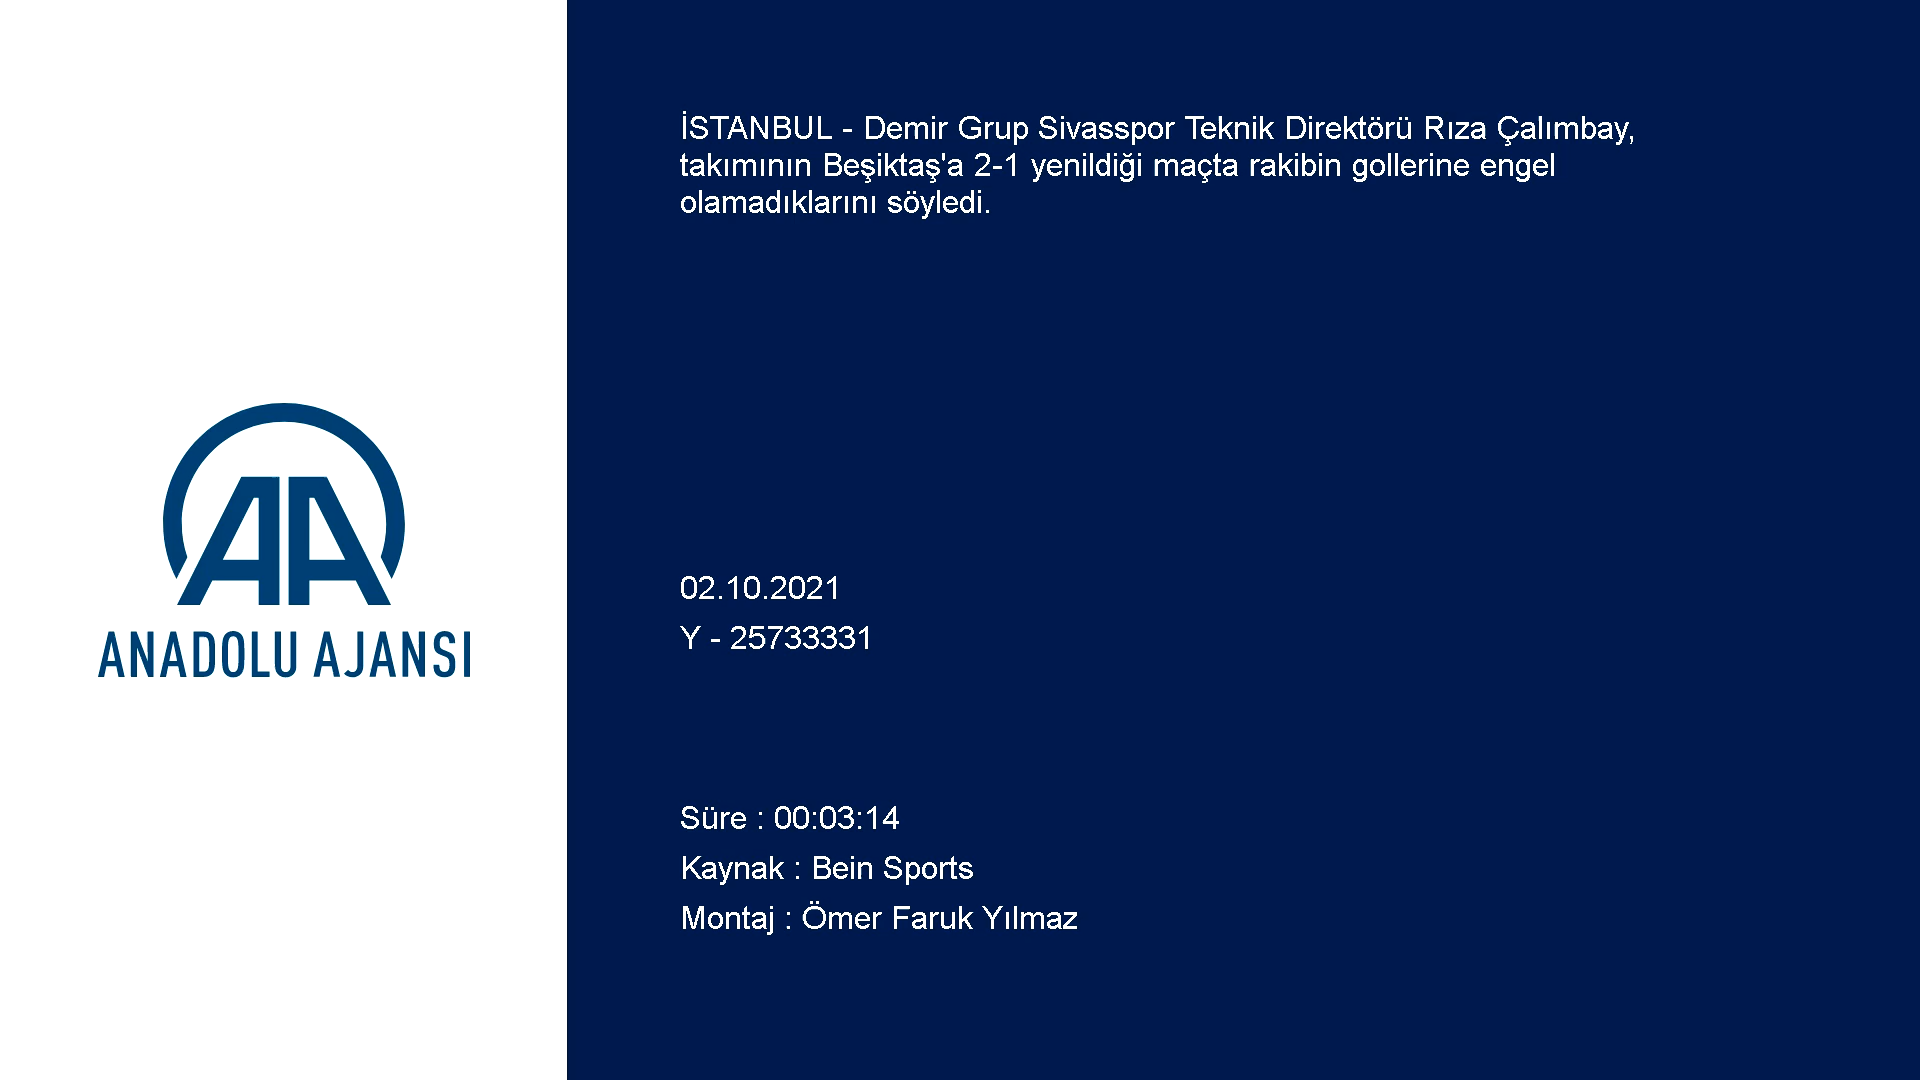 İSTANBUL - Demir Grup Sivasspor Teknik Direktörü Rıza Çalımbay,
takımının Beşiktaş'a 2-1 yenildiği maçta rakibin gollerine engel
olamadıklarını söyledi.
AA
ANADOLU AJANSI
02.10.2021
Y - 25733331
Süre : 00:03:14
Kaynak : Bein Sports
Montaj : Ömer Faruk Yılmaz